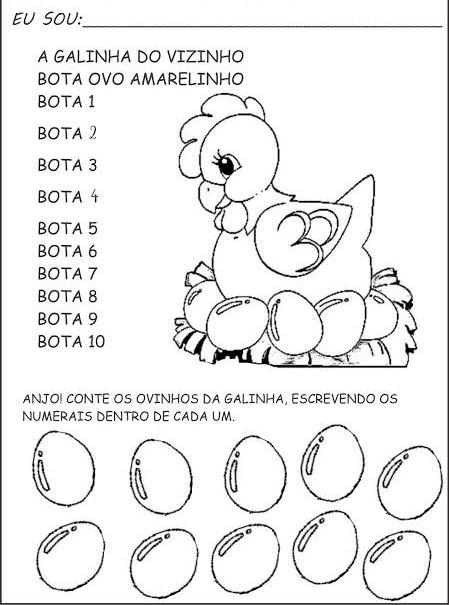 EU SOU:
A GALINHA DO VIZINHO
BOTA OVO AMARELINHO
BOTA 1
BOTA 2
BOTA 3
BOTA 4
BOTA 5
BOTA 6
BOTA 7
BOTA 8
BOTA 9
BOTA 10
ANJO! CONTE OS OVINHOS DA GALINHA, ESCREVENDO OS
NUMERAIS DENTRO DE CADA UM.